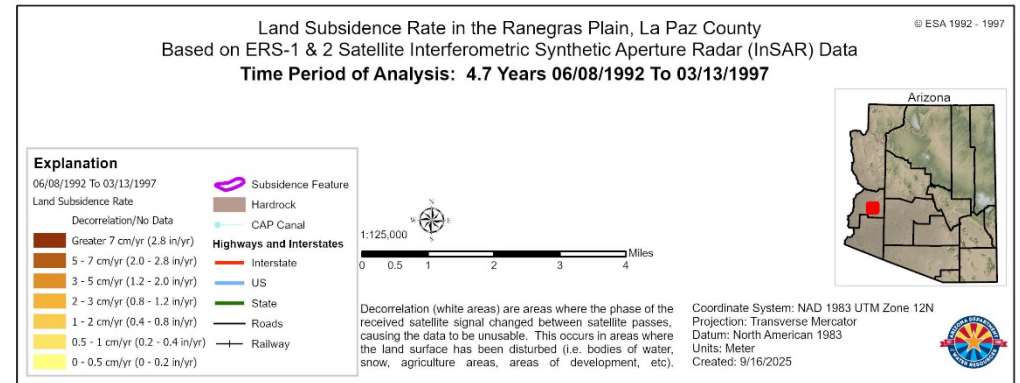 Land Subsidence Rate in the Ranegras Plain, La Paz County
© ESA 1992 - 1997
Based on ERS-1 & 2 Satellite Interferometric Synthetic Aperture Radar (InSAR) Data
Time Period of Analysis: 4.7 Years 06/08/1992 To 03/13/1997
Arizona
Explanation
06/08/1992 To 03/13/1997
Land Subsidence Rate
Decorrelation/No Data
Greater 7 cm/yr (2.8 in/yr)
5 - 7 cm/yr (2.0 - 2.8 in/yr)
3 - 5 cm/yr (1.2 - 2.0 in/yr)
2 - 3 cm/yr (0.8 - 1.2 in/yr)
1 - 2 cm/yr (0.4 - 0.8 in/yr)
0.5 - 1 cm/yr (0.2 - 0.4 in/yr)
0 - 0.5 cm/yr (0 - 0.2 in/yr)
Subsidence Feature
Hardrock
CAP Canal
Highways and Interstates
Interstate
US
State
Roads
Railway
N
W E
S
1:125,000
Miles
0 0.5 1 2 3 4
Decorrelation (white areas) are areas where the phase of the
received satellite signal changed between satellite passes,
causing the data to be unusable. This occurs in areas where
the land surface has been disturbed (i.e. bodies of water,
snow, agriculture areas, areas of development, etc).
Coordinate System: NAD 1983 UTM Zone 12N
Projection: Transverse Mercator
Datum: North American 1983
Units: Meter
Created: 9/16/2025
ARIZONA DEPARTMENT
WATER RESOURCES